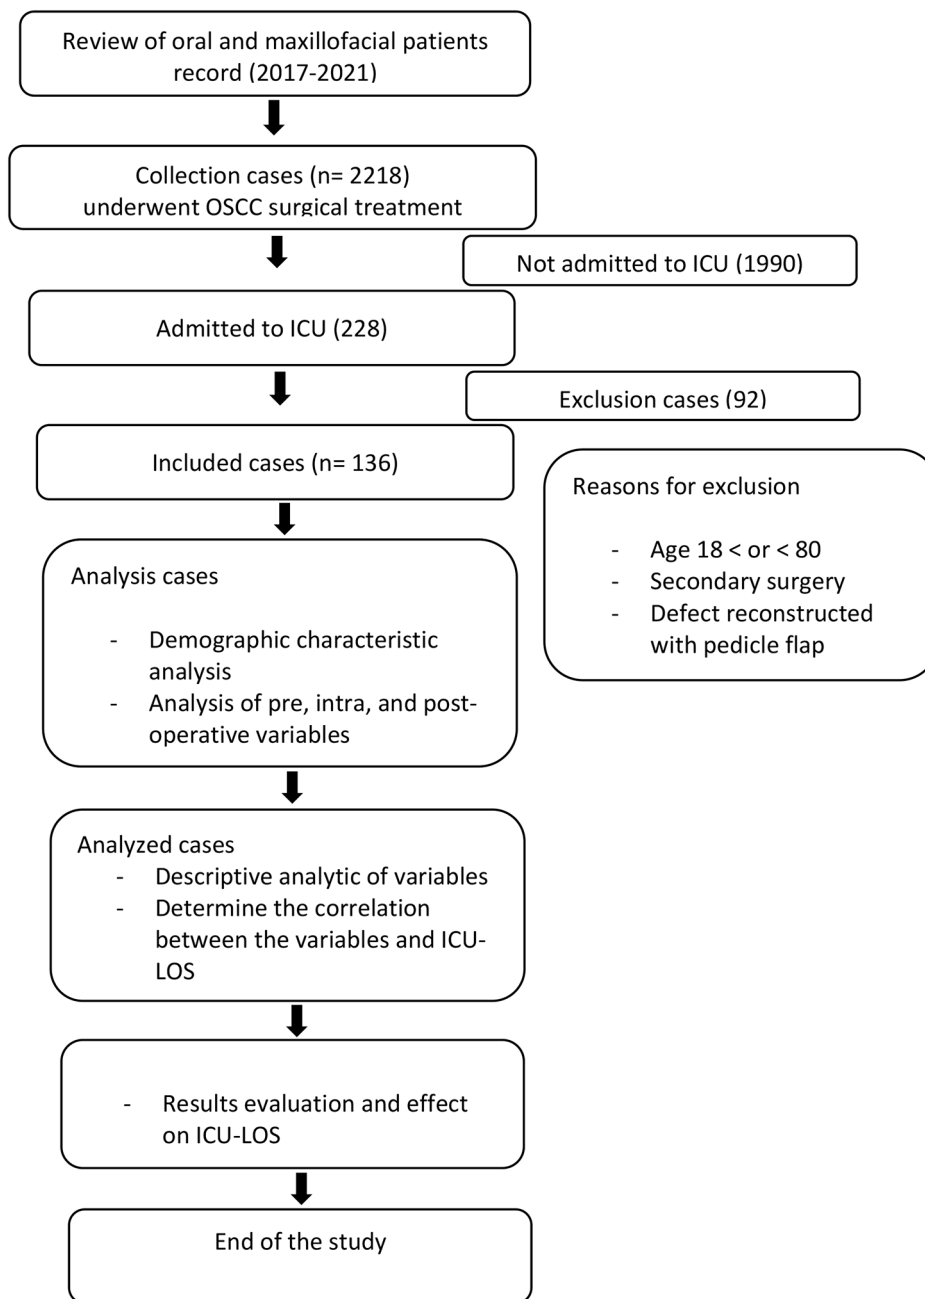 Review of oral and maxillofacial patients
record (2017-2021)
Collection cases (n= 2218)
underwent OSCC surgical treatment
Not admitted to ICU (1990)
Admitted to ICU (228)
Exclusion cases (92)
Included cases (n= 136)
Reasons for exclusion
- Age 18 < or < 80
- Secondary surgery
- Defect reconstructed
with pedicle flap
Analysis cases
- Demographic characteristic
analysis
- Analysis of pre, intra, and post-
operative variables
Analyzed cases
- Descriptive analytic of variables
- Determine the correlation
between the variables and ICU-
LOS
- Results evaluation and effect
on ICU-LOS
End of the study